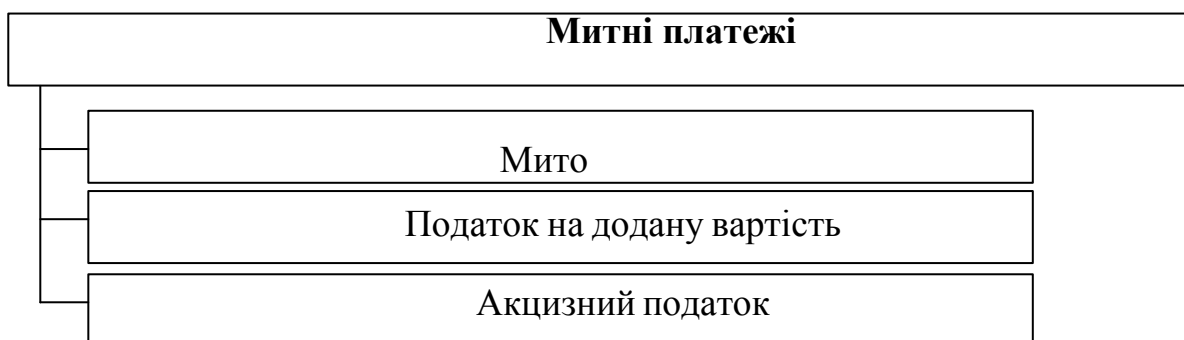 Митні платежі
Мито
Податок на додану вартість
Акцизний податок